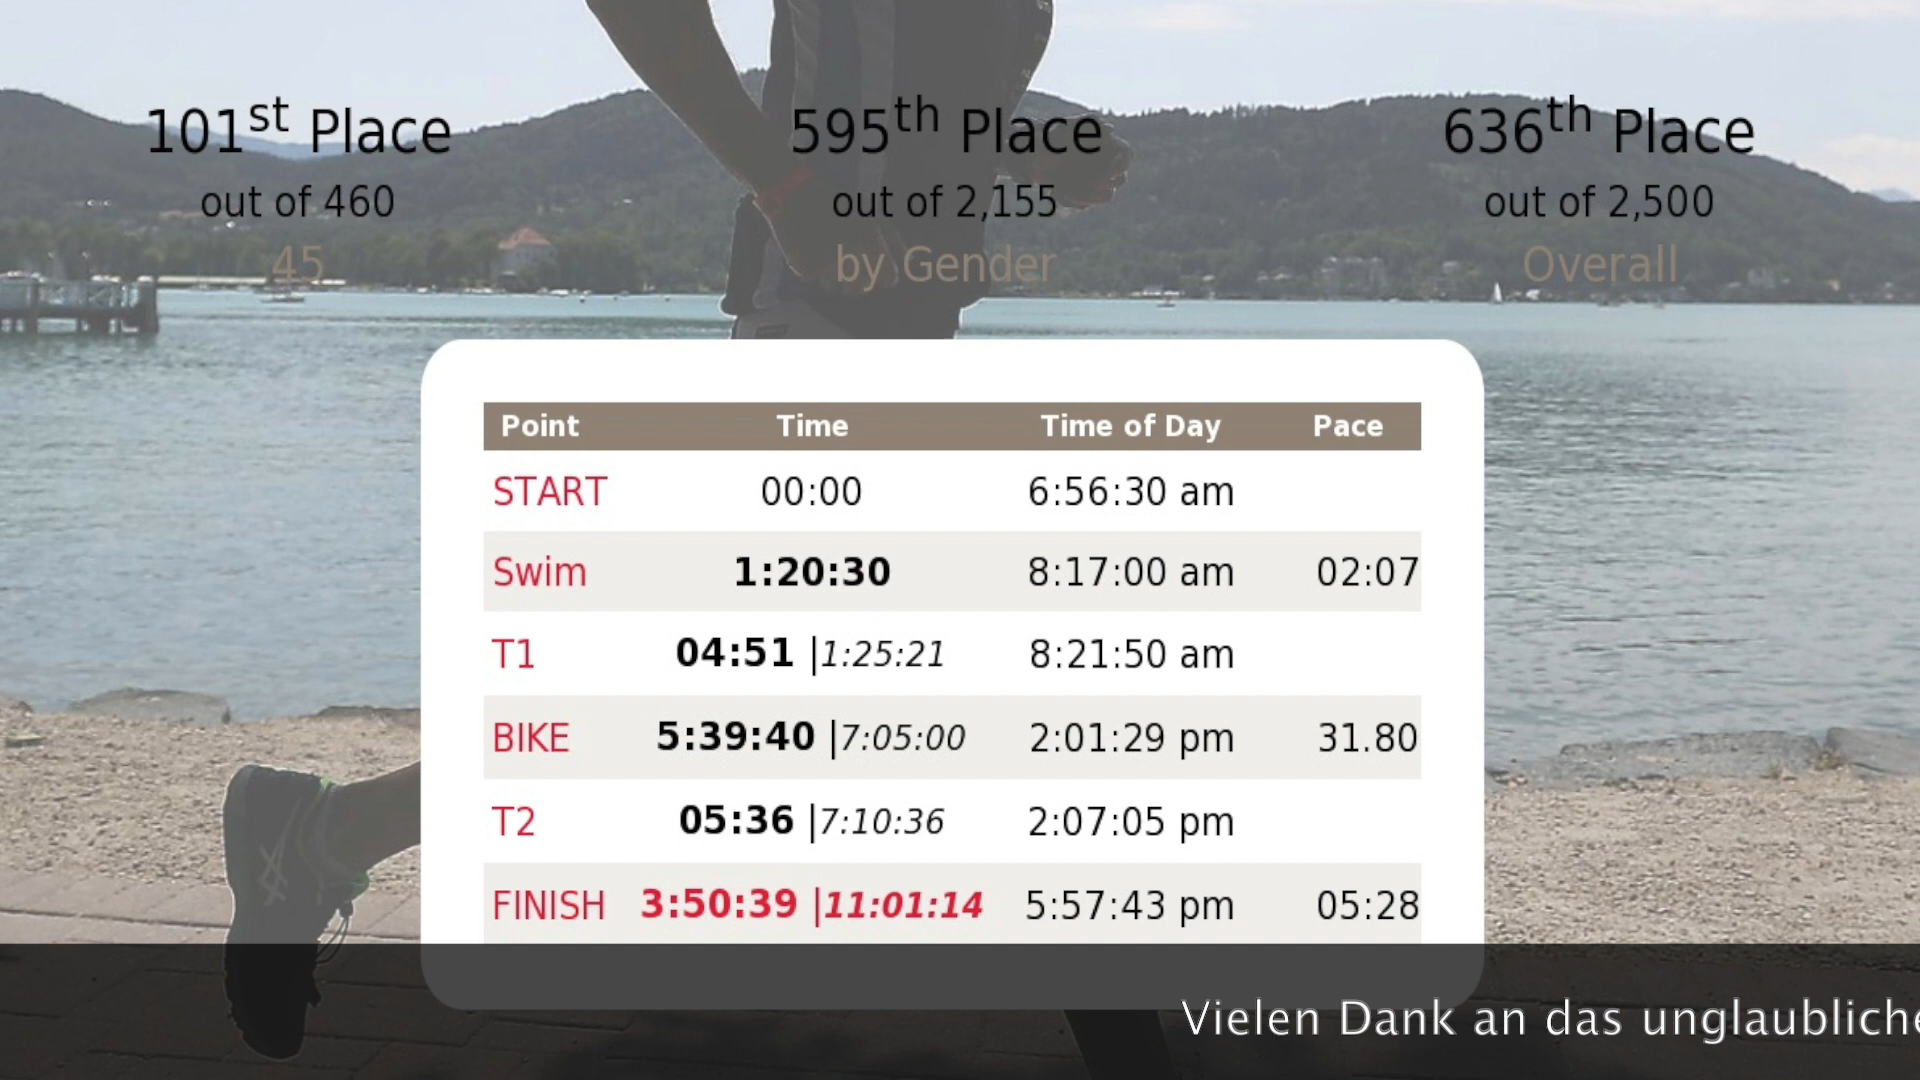 101st Place
out of 460
45
595th Place
out of 2,155
by Gender
636th Place
out of 2,500
Overall
Point Time Time of Day Pace
START 00:00 6:56:30 am
Swim 1:20:30 8:17:00 am 02:07
T1 04:51 |1:25:21 8:21:50 am
BIKE 5:39:40 |7:05:00 2:01:29 pm 31.80
T2 05:36 |7:10:36 2:07:05 pm
FINISH 3:50:39 |11:01:14 5:57:43 pm 05:28
Vielen Dank an das unglaubliche